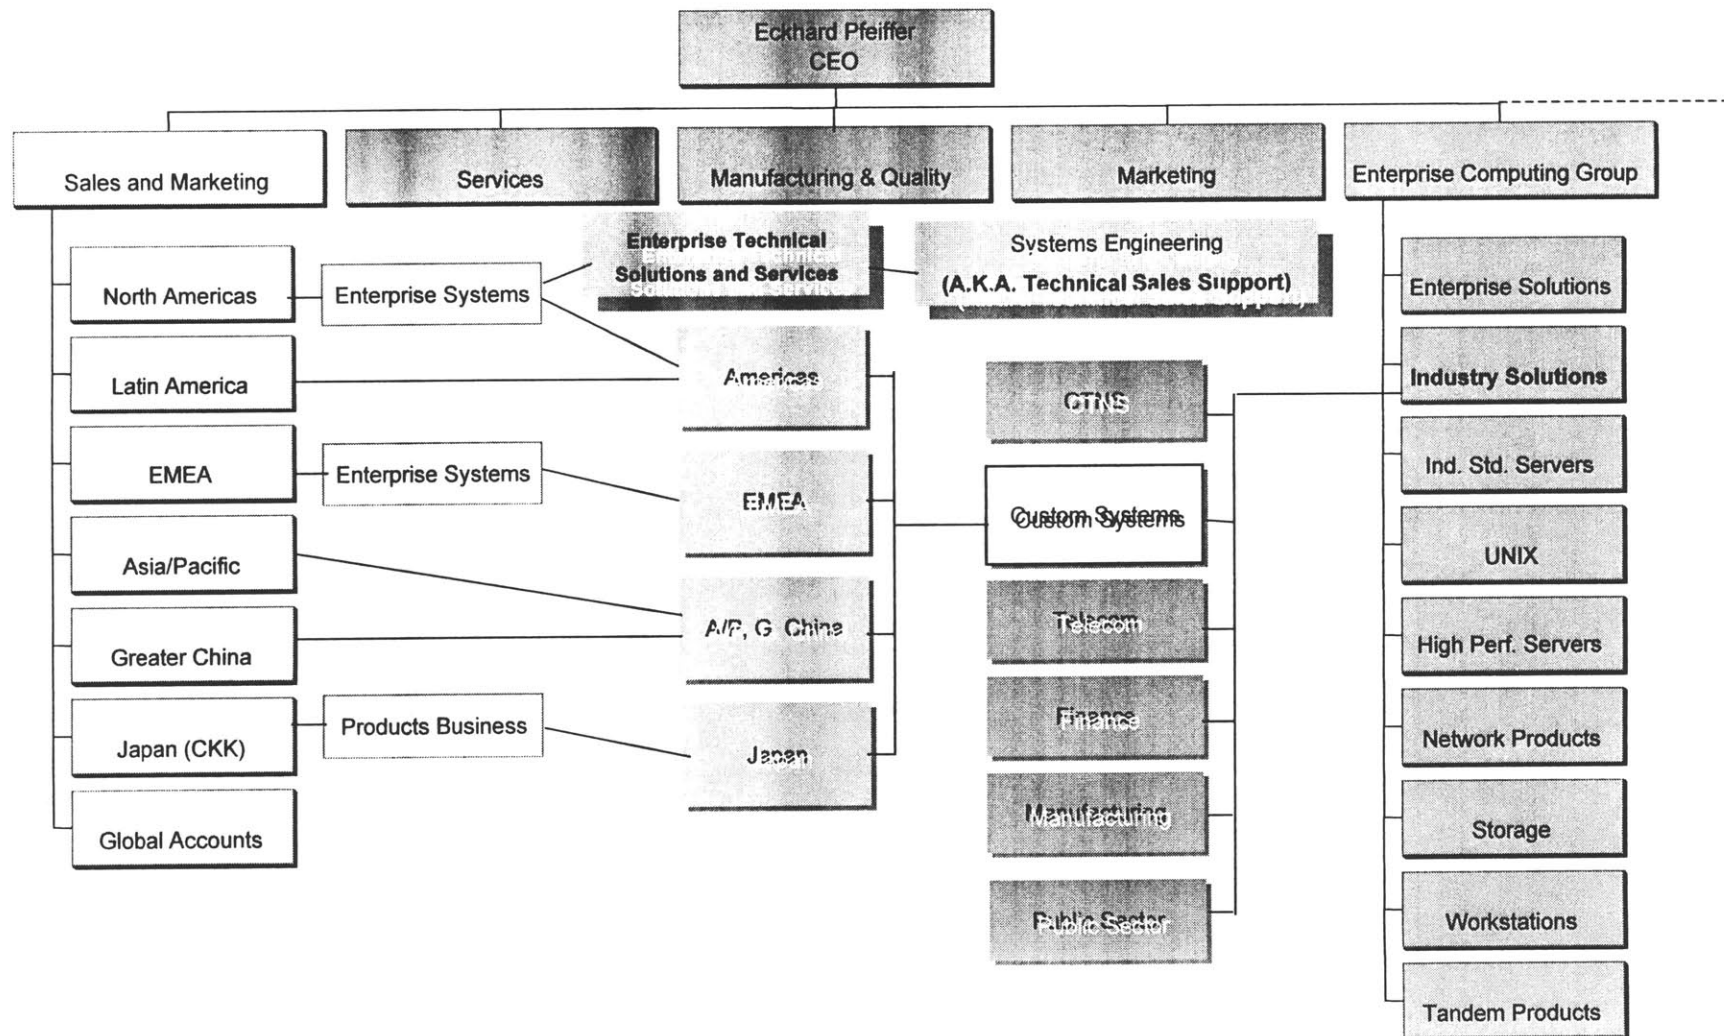 Eckhard Pfeiffer
CEO
Sales and Marketing
Services
Manufacturing & Quality
Marketing
Enterprise Computing Group
North Americas
Latin America
EMEA
Asia/Pacific
Greater China
Japan (CKK)
Global Accounts
Enterprise Systems
Enterprise Systems
Products Business
Enterprise Technical
Solutions and Services
Systems Engineering
(A.K.A. Technical Sales Support)
Americas
EMEA
A/P, G. China
Japan
CTNS
Custom Systems
Telecom
Finance
Manufacturing
Public Sector
Enterprise Solutions
Industry Solutions
Ind. Std. Servers
UNIX
High Perf. Servers
Network Products
Storage
Workstations
Tandem Products